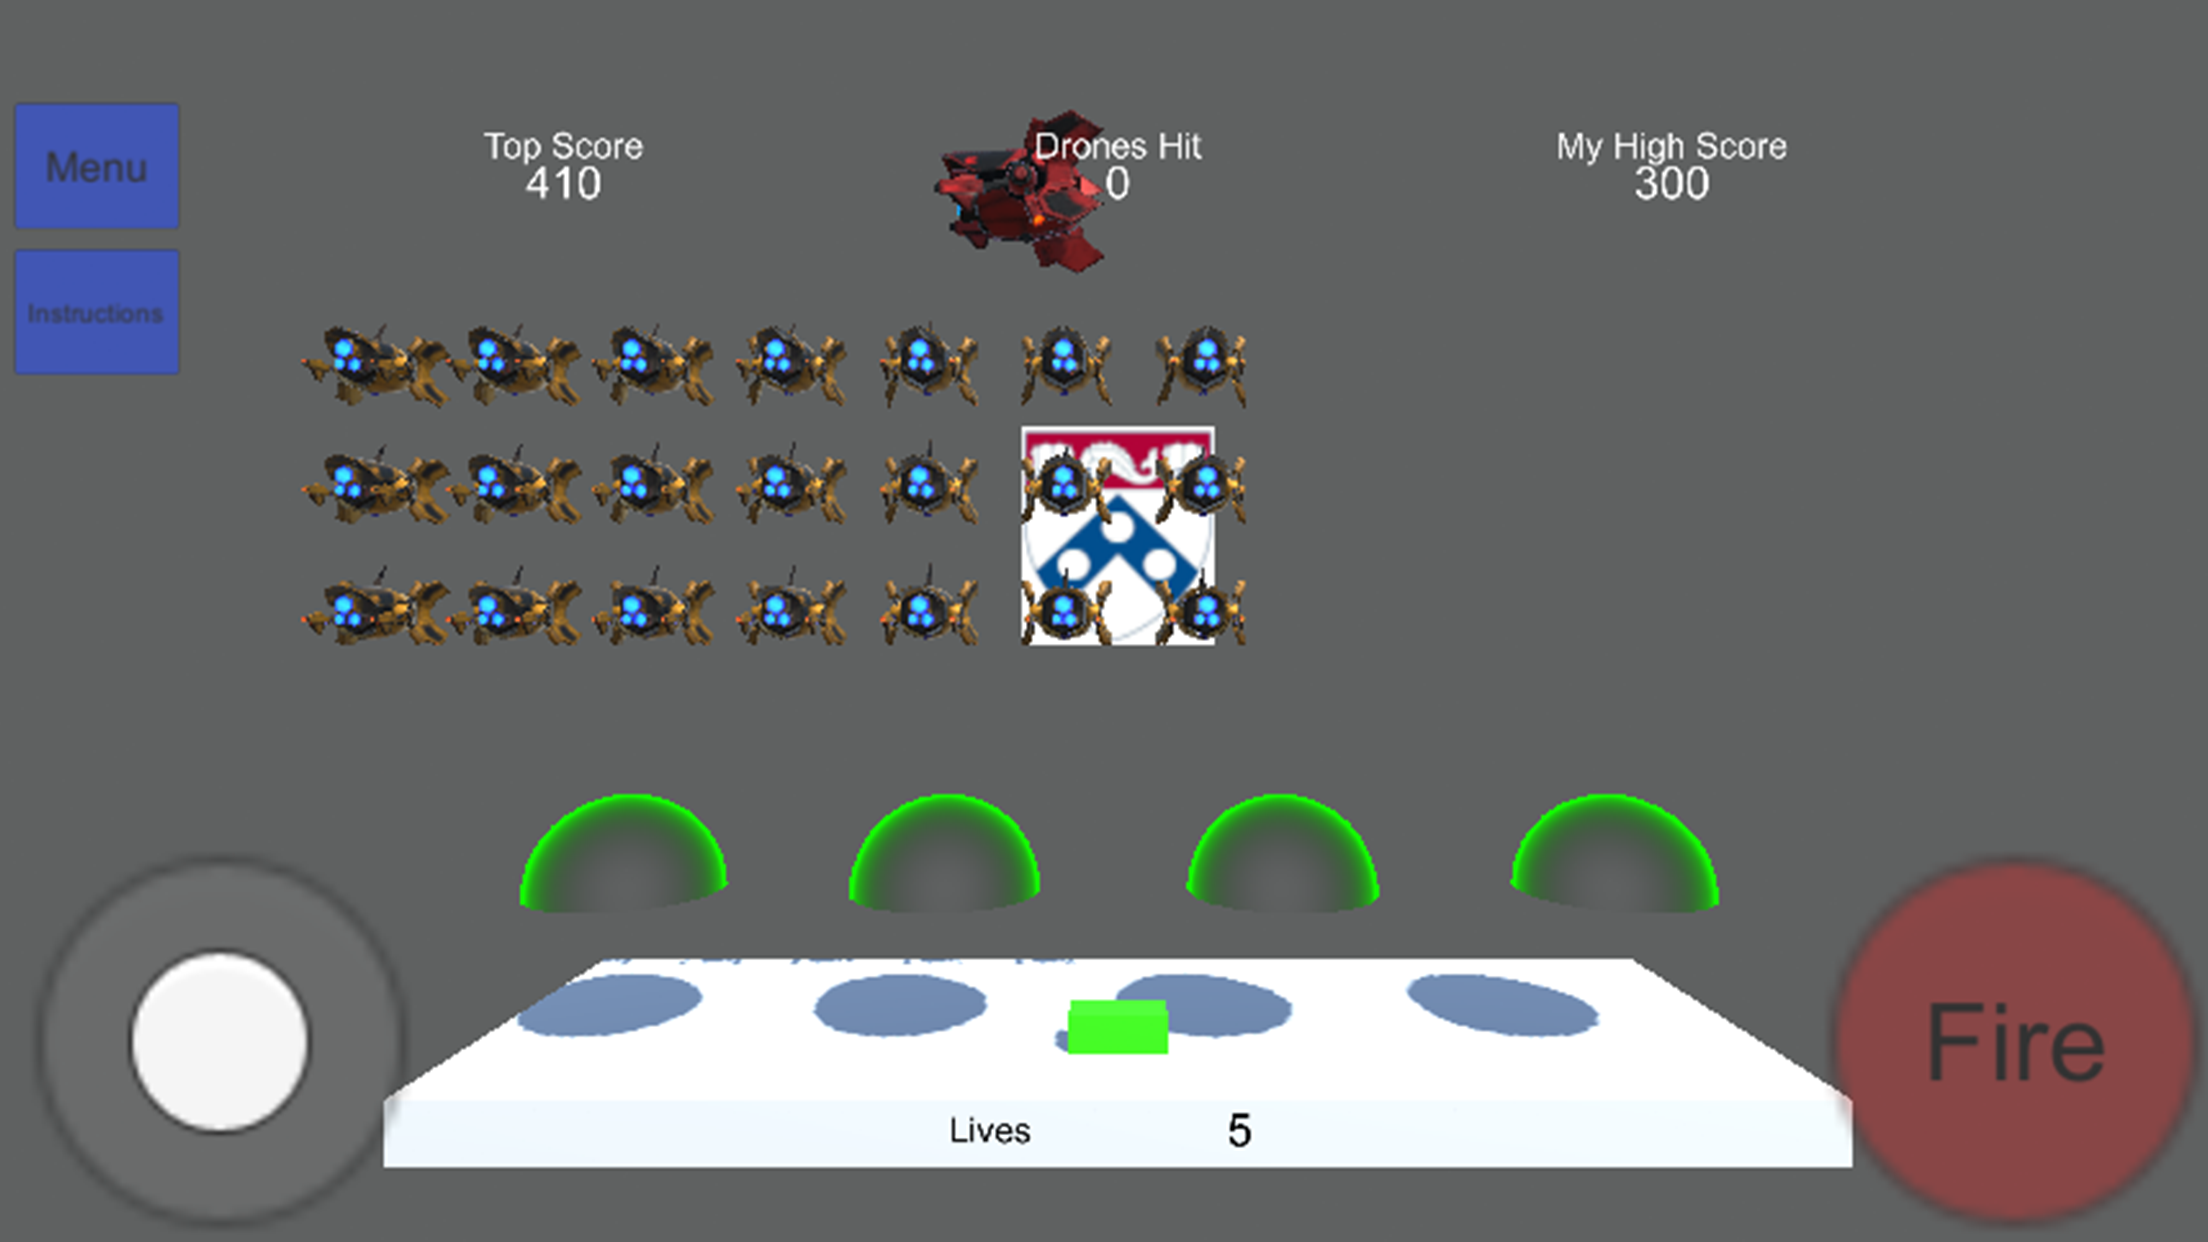 Menu
Instructions
Top Score
410
Drones Hit
0
My High Score
300
Fire
Lives 5